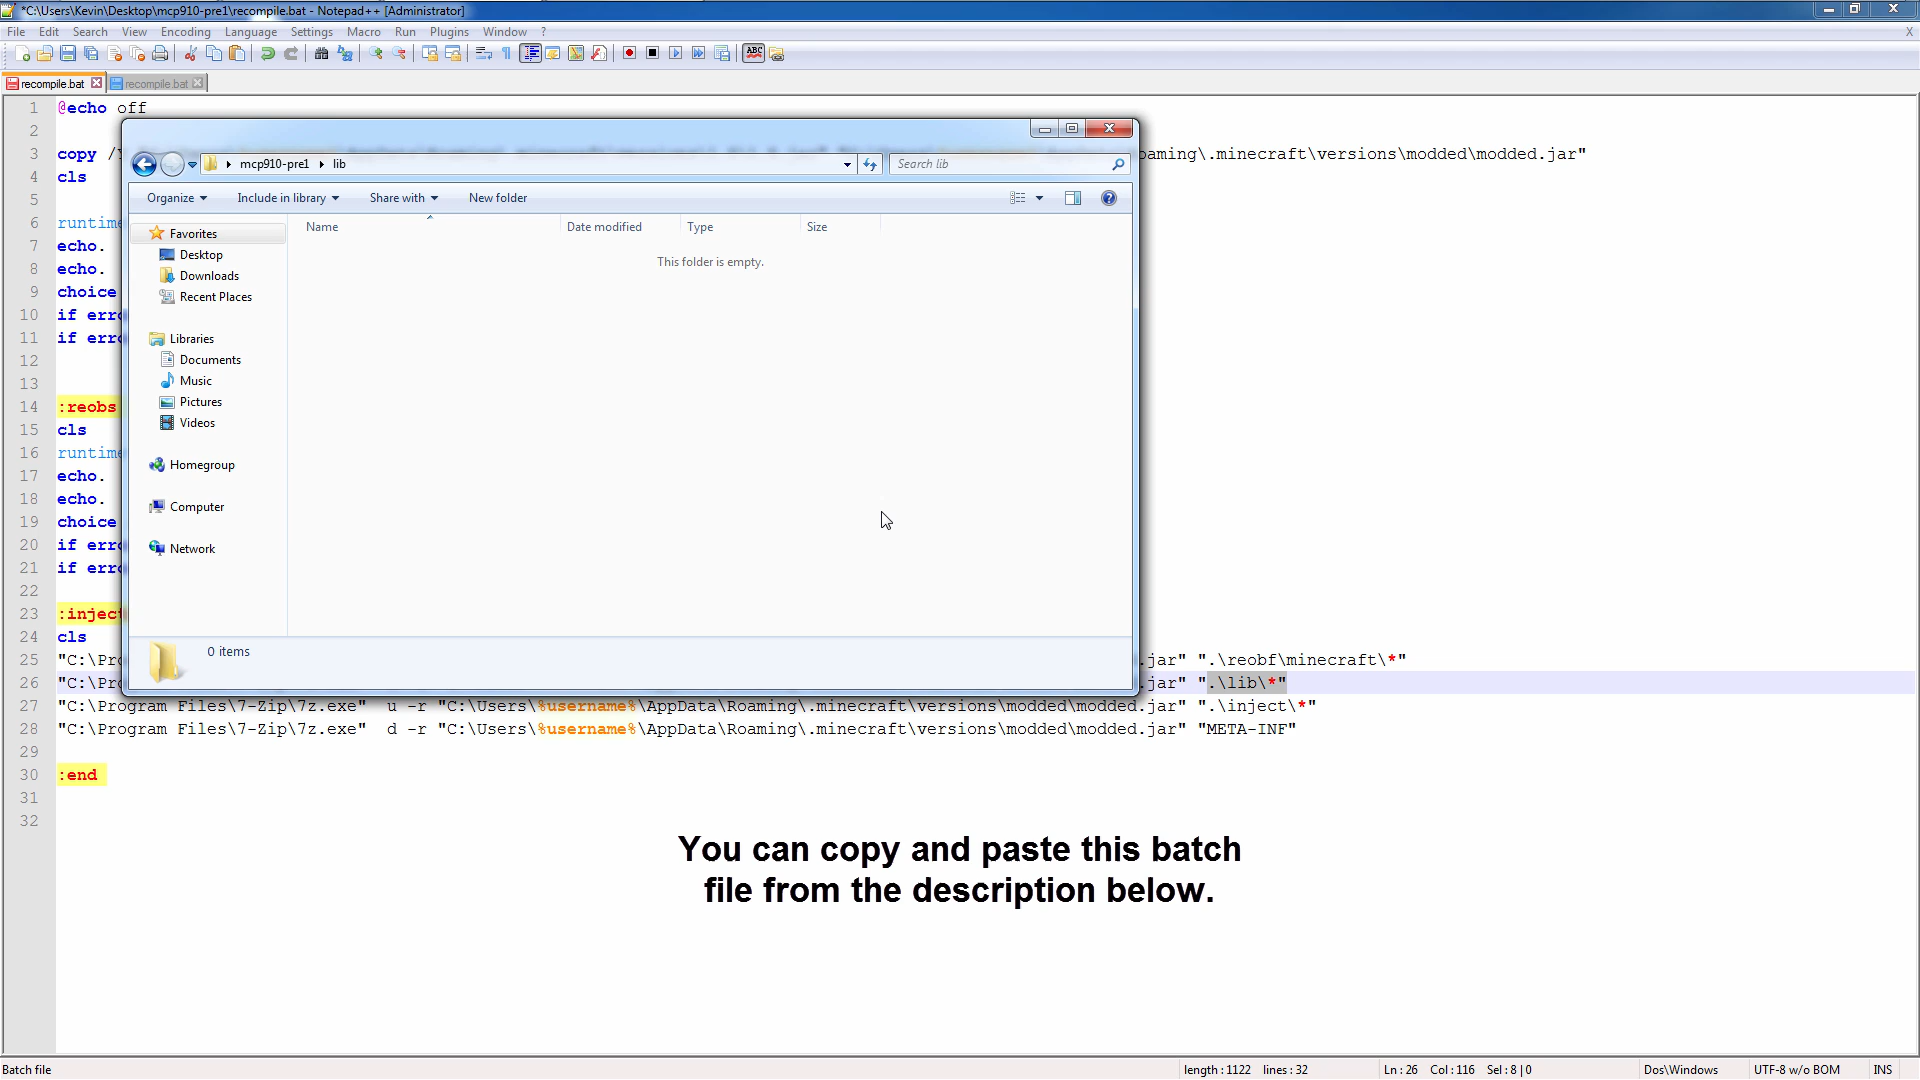 *C:\Users\Kevin\Desktop\mcp910-pre1\recompile.bat - Notepad++ [Administrator]
File Edit Search View Encoding Language Settings Macro Run Plugins Window ? X
recompile.bat recompile.bat
1 @echo off
2
3 copy /Y oaming\.minecraft\versions\modded\modded.jar"
4 cls
5
6 runtime
7 echo.
8 echo.
9 choice
10 if erro
11 if erro
12
13
14 :reobs
15 cls
16 runtime
17 echo.
18 echo.
19 choice
20 if erro
21 if erro
22
23 :inject
24 cls
25 "C:\Pro .jar" ".\reobf\minecraft\*"
26 "C:\Pro .jar" ".\lib\*"
27 "C:\Program Files\7-Zip\7z.exe" u -r "C:\Users\%username%\AppData\Roaming\.minecraft\versions\modded\modded.jar" ".\inject\*"
28 "C:\Program Files\7-Zip\7z.exe" d -r "C:\Users\%username%\AppData\Roaming\.minecraft\versions\modded\modded.jar" "META-INF"
29
30 :end
31
32
mcp910-pre1 lib
Search lib
Organize Include in library Share with New folder
Name Date modified Type Size
This folder is empty.
Favorites
Desktop
Downloads
Recent Places
Libraries
Documents
Music
Pictures
Videos
Homegroup
Computer
Network
0 items
You can copy and paste this batch
file from the description below.
Batch file length : 1122 lines : 32 Ln : 26 Col : 116 Sel : 8 | 0 Dos\Windows UTF-8 w/o BOM INS